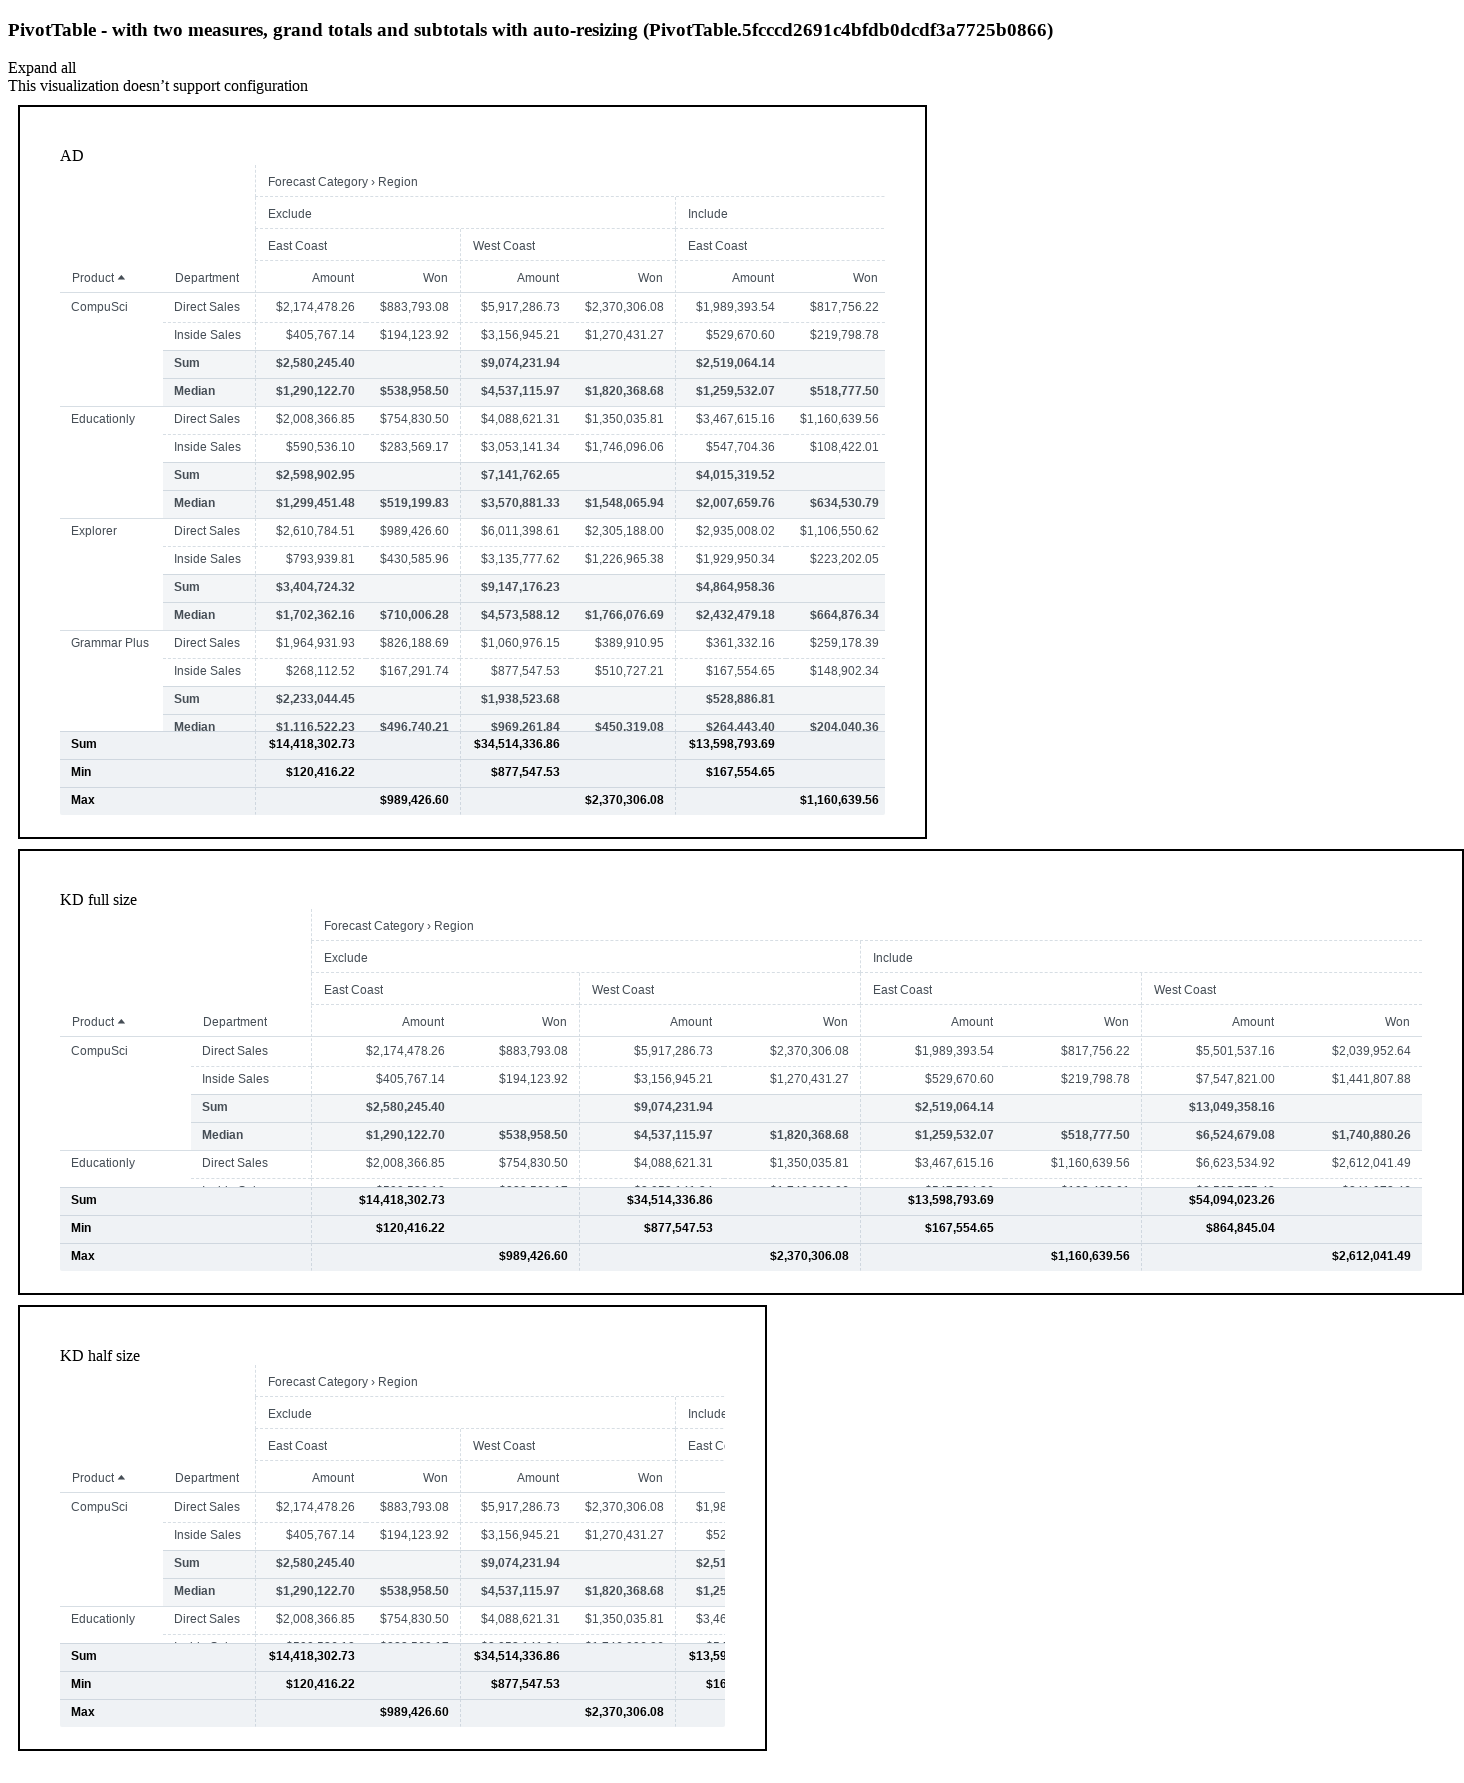 PivotTable - with two measures, grand totals and subtotals with auto-resizing (PivotTable.5fcccd2691c4bfdb0dcdf3a7725b0866)
Expand all
This visualization doesn’t support configuration
AD
Forecast Category › Region
Exclude Include
East Coast West Coast East Coast
Product Department Amount Won Amount Won Amount Won
CompuSci Direct Sales $2,174,478.26 $883,793.08 $5,917,286.73 $2,370,306.08 $1,989,393.54 $817,756.22
Inside Sales $405,767.14 $194,123.92 $3,156,945.21 $1,270,431.27 $529,670.60 $219,798.78
Sum $2,580,245.40 $9,074,231.94 $2,519,064.14
Median $1,290,122.70 $538,958.50 $4,537,115.97 $1,820,368.68 $1,259,532.07 $518,777.50
Educationly Direct Sales $2,008,366.85 $754,830.50 $4,088,621.31 $1,350,035.81 $3,467,615.16 $1,160,639.56
Inside Sales $590,536.10 $283,569.17 $3,053,141.34 $1,746,096.06 $547,704.36 $108,422.01
Sum $2,598,902.95 $7,141,762.65 $4,015,319.52
Median $1,299,451.48 $519,199.83 $3,570,881.33 $1,548,065.94 $2,007,659.76 $634,530.79
Explorer Direct Sales $2,610,784.51 $989,426.60 $6,011,398.61 $2,305,188.00 $2,935,008.02 $1,106,550.62
Inside Sales $793,939.81 $430,585.96 $3,135,777.62 $1,226,965.38 $1,929,950.34 $223,202.05
Sum $3,404,724.32 $9,147,176.23 $4,864,958.36
Median $1,702,362.16 $710,006.28 $4,573,588.12 $1,766,076.69 $2,432,479.18 $664,876.34
Grammar Plus Direct Sales $1,964,931.93 $826,188.69 $1,060,976.15 $389,910.95 $361,332.16 $259,178.39
Inside Sales $268,112.52 $167,291.74 $877,547.53 $510,727.21 $167,554.65 $148,902.34
Sum $2,233,044.45 $1,938,523.68 $528,886.81
Median $1,116,522.23 $496,740.21 $969,261.84 $450,319.08 $264,443.40 $204,040.36
Sum $14,418,302.73 $34,514,336.86 $13,598,793.69
Min $120,416.22 $877,547.53 $167,554.65
Max $989,426.60 $2,370,306.08 $1,160,639.56
KD full size
Forecast Category › Region
Exclude Include
East Coast West Coast East Coast West Coast
Product Department Amount Won Amount Won Amount Won Amount Won
CompuSci Direct Sales $2,174,478.26 $883,793.08 $5,917,286.73 $2,370,306.08 $1,989,393.54 $817,756.22 $5,501,537.16 $2,039,952.64
Inside Sales $405,767.14 $194,123.92 $3,156,945.21 $1,270,431.27 $529,670.60 $219,798.78 $7,547,821.00 $1,441,807.88
Sum $2,580,245.40 $9,074,231.94 $2,519,064.14 $13,049,358.16
Median $1,290,122.70 $538,958.50 $4,537,115.97 $1,820,368.68 $1,259,532.07 $518,777.50 $6,524,679.08 $1,740,880.26
Educationly Direct Sales $2,008,366.85 $754,830.50 $4,088,621.31 $1,350,035.81 $3,467,615.16 $1,160,639.56 $6,623,534.92 $2,612,041.49
Sum $14,418,302.73 $34,514,336.86 $13,598,793.69 $54,094,023.26
Min $120,416.22 $877,547.53 $167,554.65 $864,845.04
Max $989,426.60 $2,370,306.08 $1,160,639.56 $2,612,041.49
KD half size
Forecast Category › Region
Exclude Include
East Coast West Coast East C
Product Department Amount Won Amount Won
CompuSci Direct Sales $2,174,478.26 $883,793.08 $5,917,286.73 $2,370,306.08 $1,98
Inside Sales $405,767.14 $194,123.92 $3,156,945.21 $1,270,431.27 $52
Sum $2,580,245.40 $9,074,231.94 $2,51
Median $1,290,122.70 $538,958.50 $4,537,115.97 $1,820,368.68 $1,25
Educationly Direct Sales $2,008,366.85 $754,830.50 $4,088,621.31 $1,350,035.81 $3,46
Sum $14,418,302.73 $34,514,336.86 $13,59
Min $120,416.22 $877,547.53 $16
Max $989,426.60 $2,370,306.08